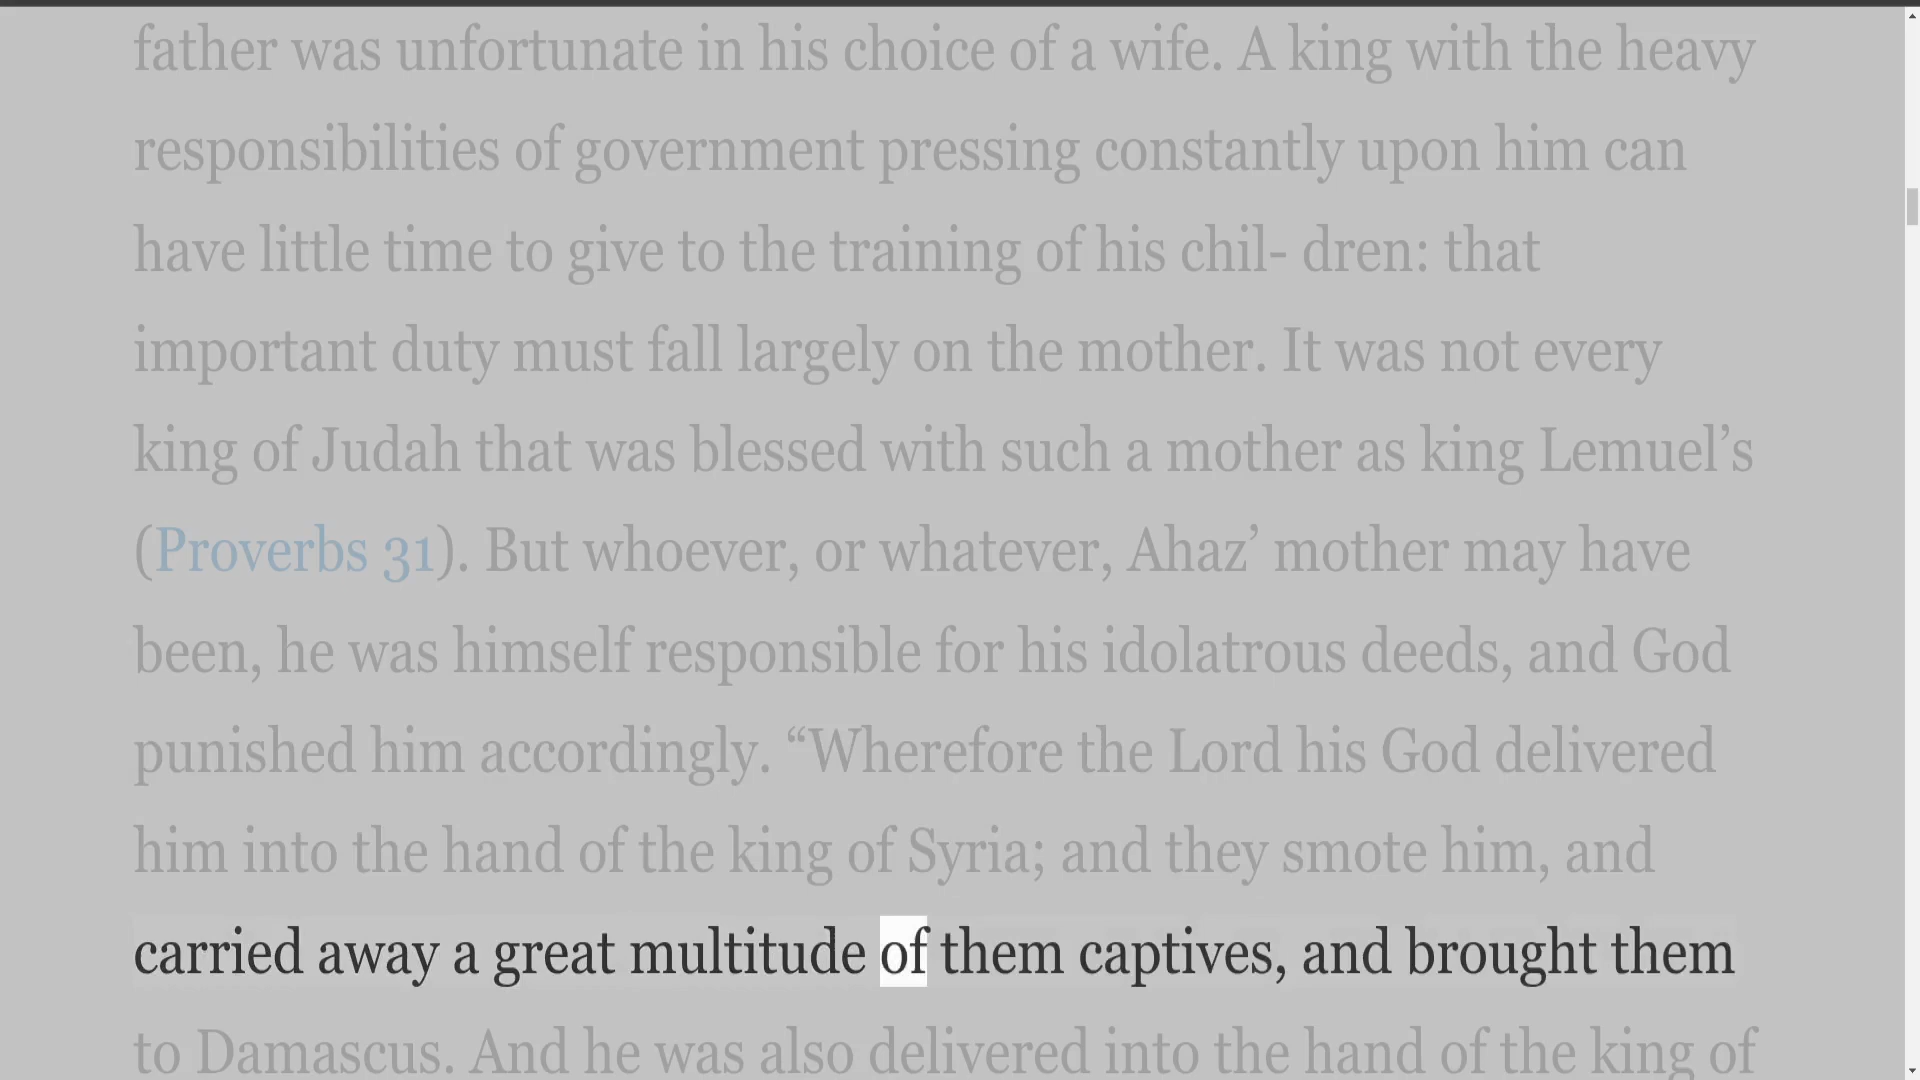 father was unfortunate in his choice of a wife. A king with the heavy
responsibilities of government pressing constantly upon him can
have little time to give to the training of his chil- dren: that
important duty must fall largely on the mother. It was not every
king of Judah that was blessed with such a mother as king Lemuel’s
(Proverbs 31). But whoever, or whatever, Ahaz’ mother may have
been, he was himself responsible for his idolatrous deeds, and God
punished him accordingly. “Wherefore the Lord his God delivered
him into the hand of the king of Syria; and they smote him, and
carried away a great multitude of them captives, and brought them
to Damascus. And he was also delivered into the hand of the king of